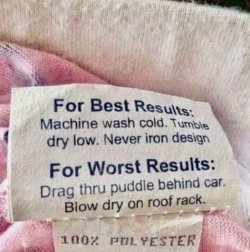 For Best Results:
Machine wash cold. Tumble
dry low. Never iron design
For Worst Results:
Drag thru puddle behind car.
Blow dry on roof rack.
100% POLYESTER